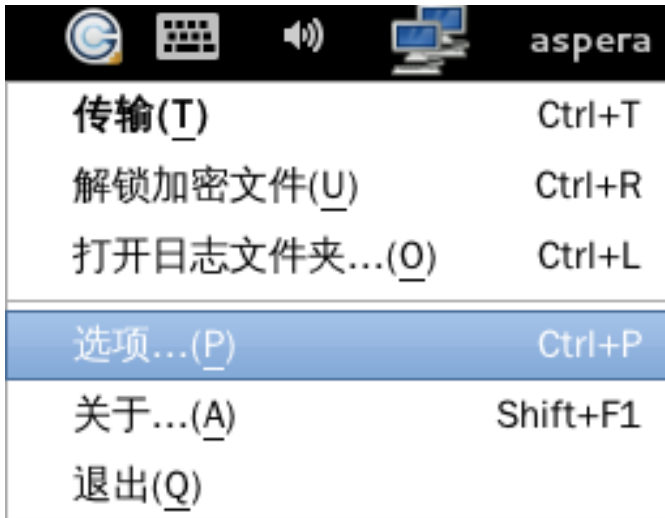 aspera
传输(T) Ctrl+T
解锁加密文件(U) Ctrl+R
打开日志文件夹...(O) Ctrl+L
选项...(P) Ctrl+P
关于...(A) Shift+F1
退出(Q)